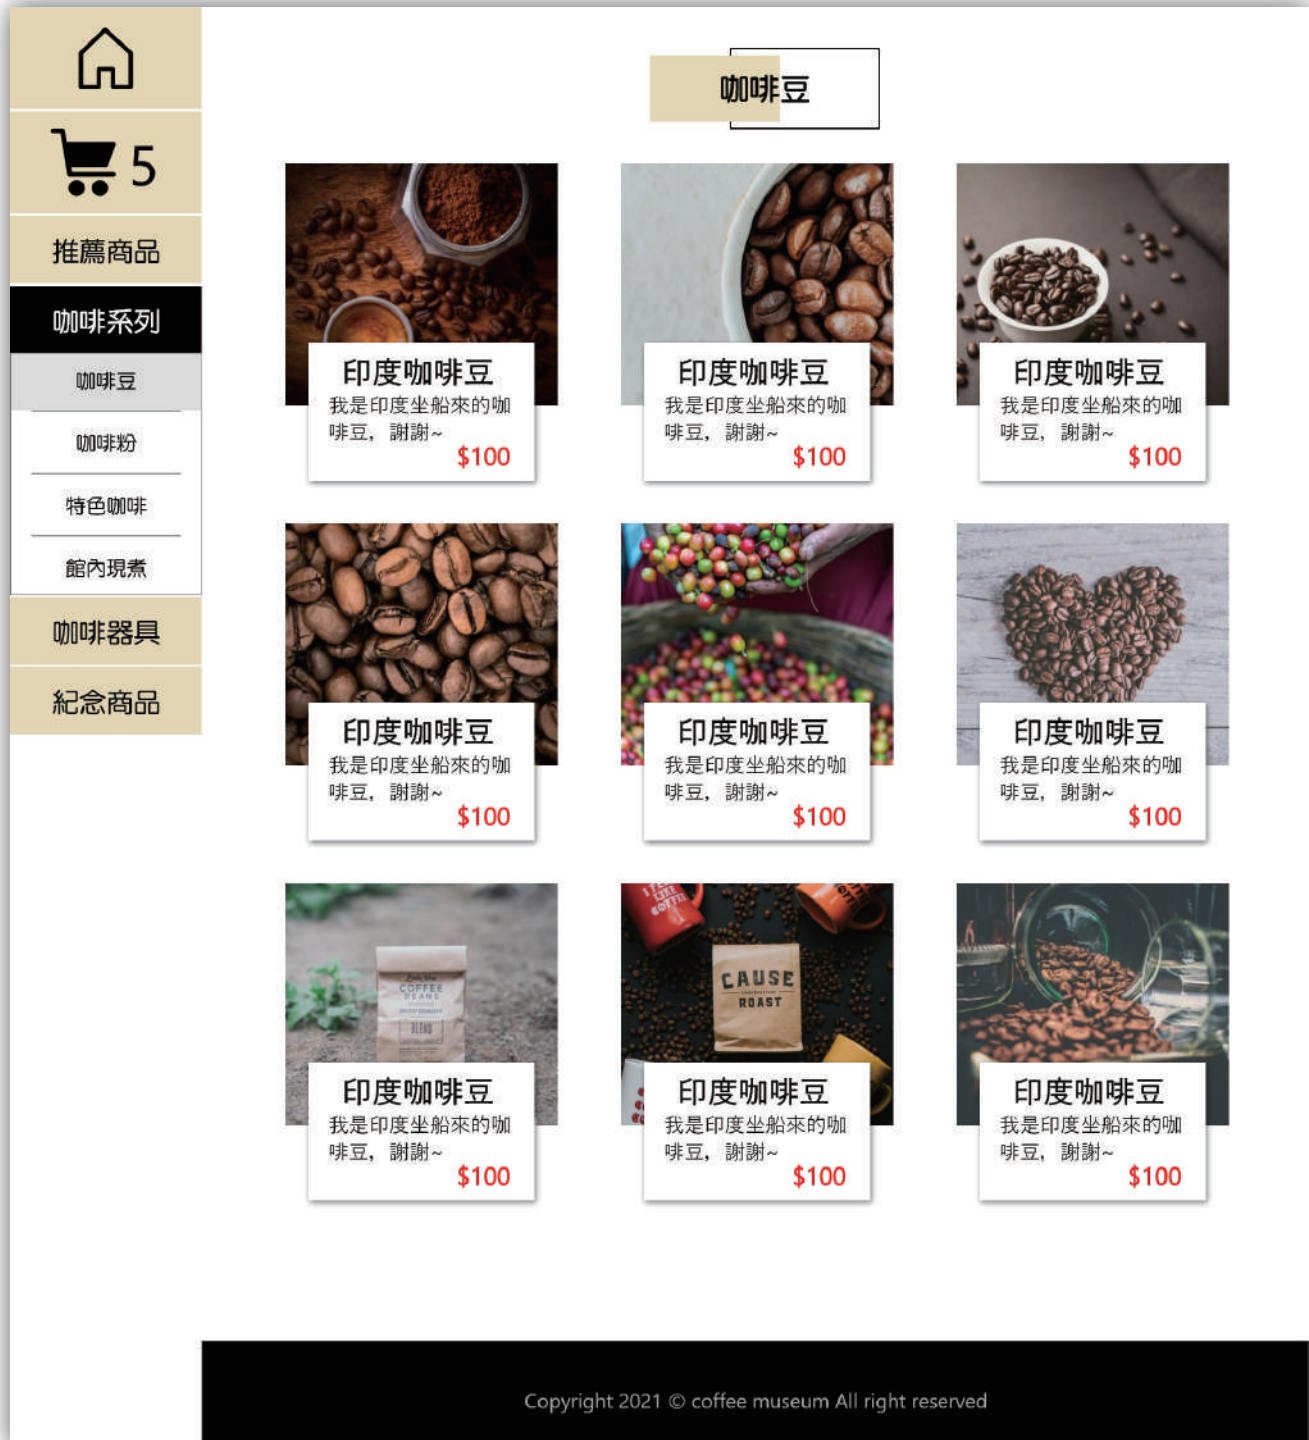 5
推薦商品
咖啡系列
咖啡豆
咖啡粉
特色咖啡
館內現煮
咖啡器具
紀念商品
咖啡豆
印度咖啡豆
我是印度坐船來的咖
啡豆，謝謝~
$100
印度咖啡豆
我是印度坐船來的咖
啡豆，謝謝~
$100
印度咖啡豆
我是印度坐船來的咖
啡豆，謝謝~
$100
印度咖啡豆
我是印度坐船來的咖
啡豆，謝謝~
$100
印度咖啡豆
我是印度坐船來的咖
啡豆，謝謝~
$100
印度咖啡豆
我是印度坐船來的咖
啡豆，謝謝~
$100
COFFEE
BEANS
BLEND
印度咖啡豆
我是印度坐船來的咖
啡豆，謝謝~
$100
LIKE
CAUSE
ROAST
印度咖啡豆
我是印度坐船來的咖
啡豆，謝謝~
$100
印度咖啡豆
我是印度坐船來的咖
啡豆，謝謝~
$100
Copyright 2021 © coffee museum All right reserved